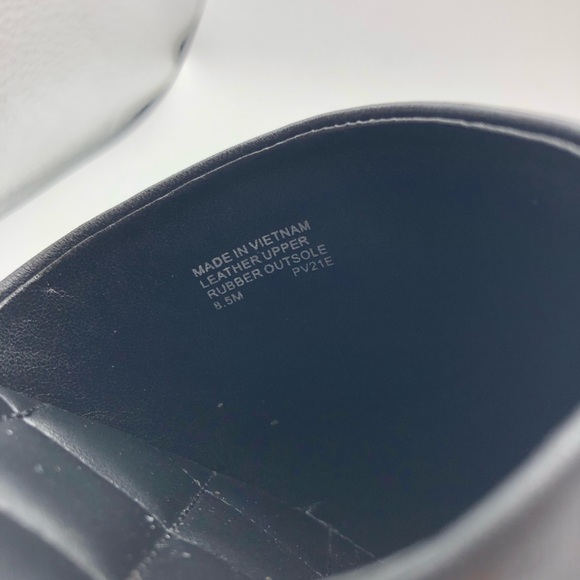 MADE IN VIETNAM
LEATHER UPPER
RUBBER OUTSOLE
8.5M PV21E